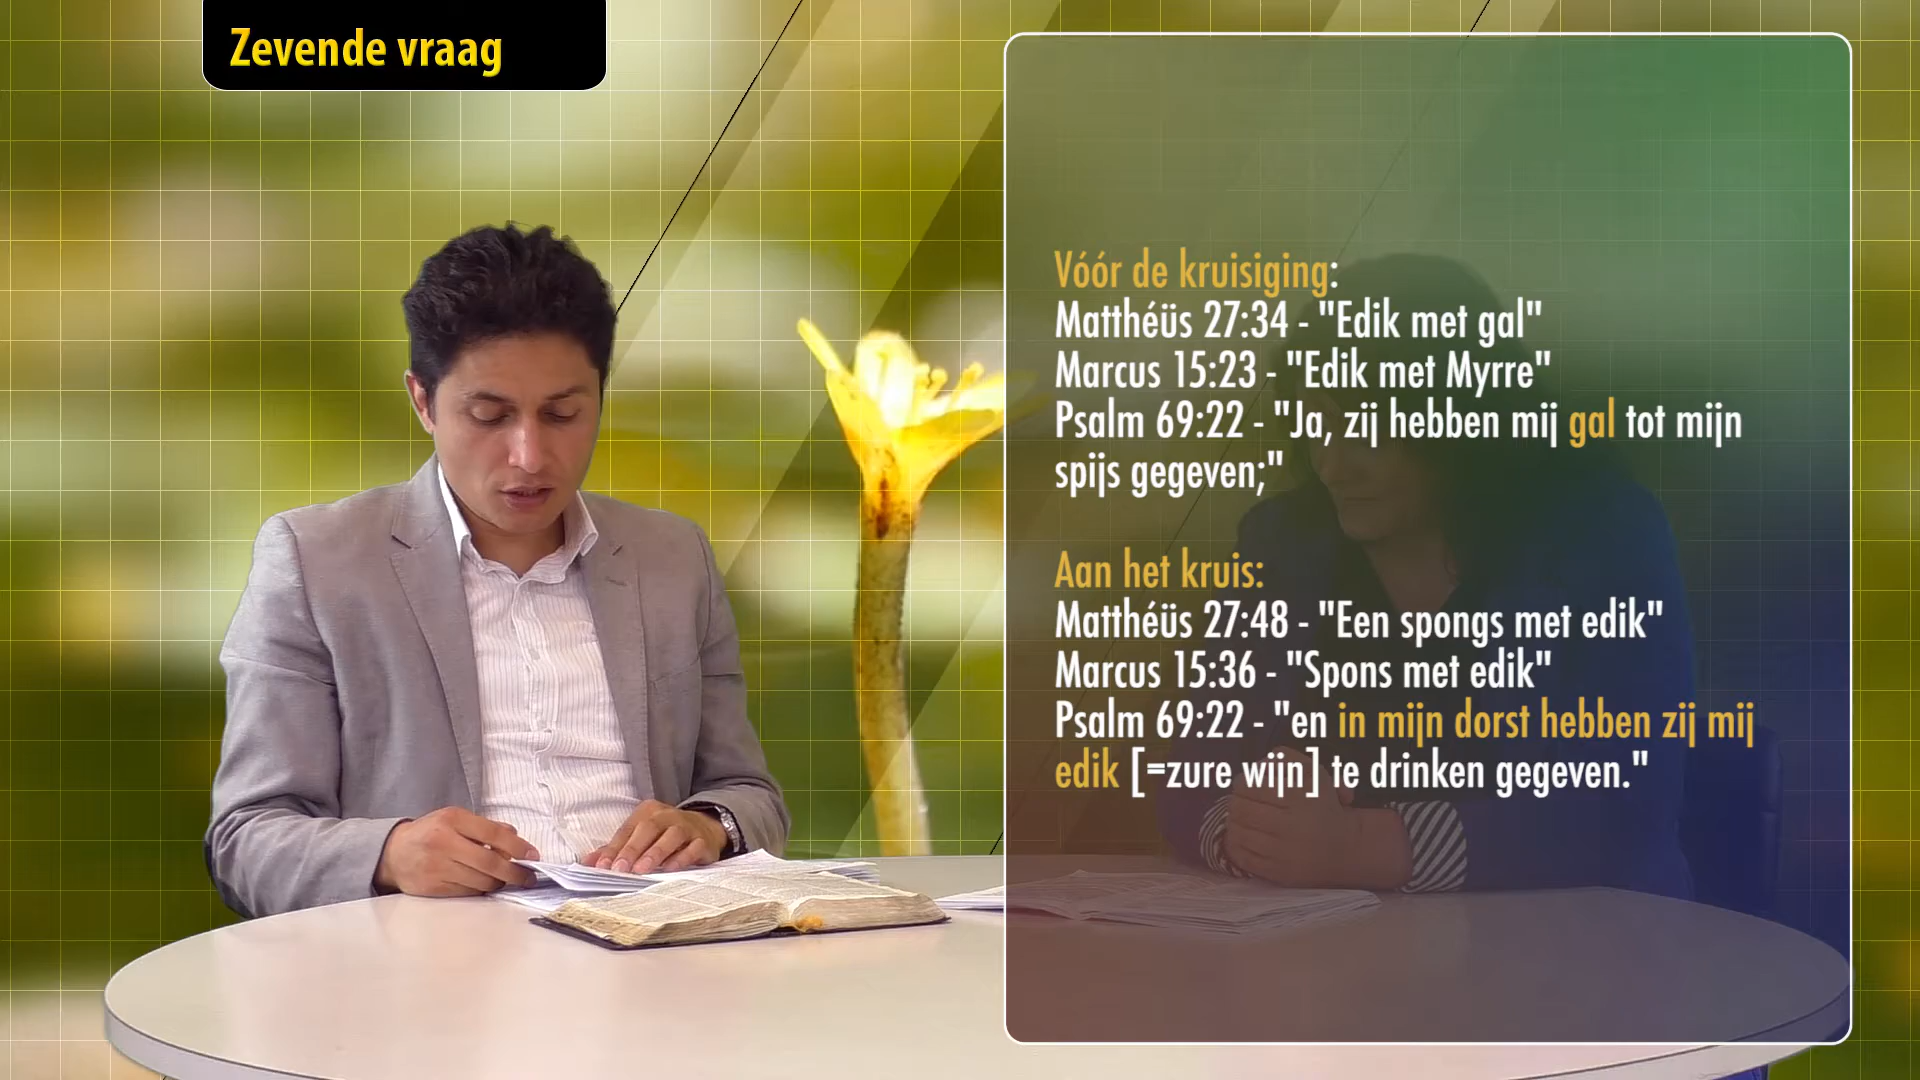 Zevende vraag
Vóór de kruisiging:
Matthéüs 27:34 - "Edik met gal"
Marcus 15:23 - "Edik met Myrre"
Psalm 69:22 - "Ja, zij hebben mij gal tot mijn
spijs gegeven;"
Aan het kruis:
Matthéüs 27:48 - "Een spongs met edik"
Marcus 15:36 - "Spons met edik"
Psalm 69:22 - "en in mijn dorst hebben zij mij
edik [=zure wijn] te drinken gegeven."